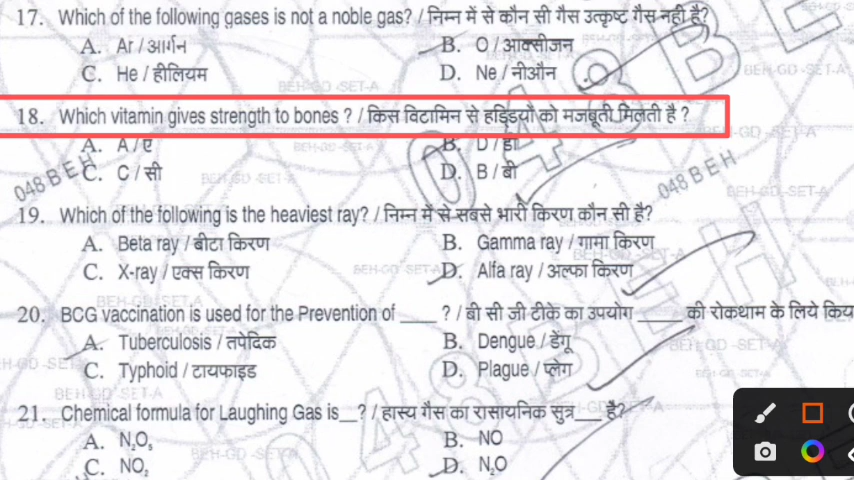 17. Which of the following gases is not a noble gas? / निम्न में से कौन सी गैस उत्कृष्ट गैस नही है?
A. Ar / आर्गन B. O / आक्सीजन
C. He / हीलियम D. Ne / नीऔन
18. Which vitamin gives strength to bones ? / किस विटामिन से हड्डियों को मजबूती मिलती है ?
A. A / ए B. D / डी
C. C / सी D. B / बी
048 B E H
048 B E H
19. Which of the following is the heaviest ray? / निम्न में से सबसे भारी किरण कौन सी है?
A. Beta ray / बीटा किरण B. Gamma ray / गामा किरण
C. X-ray / एक्स किरण D. Alfa ray / अल्फा किरण
20. BCG vaccination is used for the Prevention of ____ ? / बी सी जी टीके का उपयोग ____ की रोकथाम के लिये किय
A. Tuberculosis / तपेदिक B. Dengue / डेंगू
C. Typhoid / टायफाइड D. Plague / प्लेग
21. Chemical formula for Laughing Gas is__? / हास्य गैस का रासायनिक सुत्र___ है?
A. N₂O₅ B. NO
C. NO₂ D. N₂O